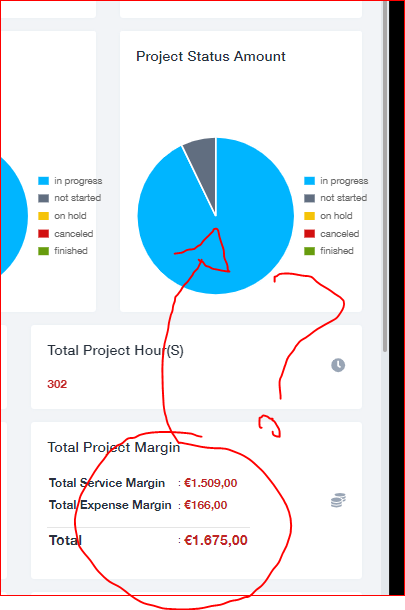 Project Status Amount
in progress
not started
on hold
canceled
finished
in progress
not started
on hold
canceled
finished
Total Project Hour(S)
302
Total Project Margin
Total Service Margin : €1.509,00
Total Expense Margin : €166,00
Total : €1.675,00